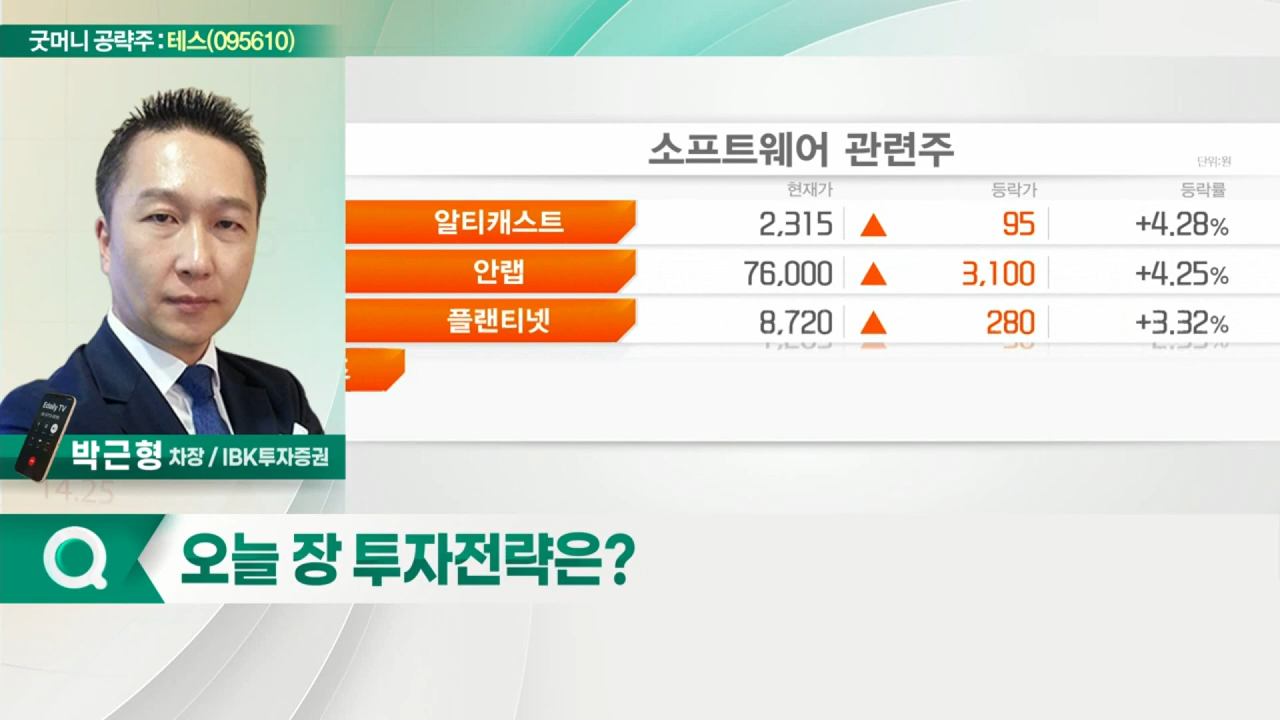 굿머니 공략주 : 테스(095610)
소프트웨어 관련주
단위:원
현재가 등락가 등락률
알티캐스트 2,315 ▲ 95 +4.28%
안랩 76,000 ▲ 3,100 +4.25%
플랜티넷 8,720 ▲ 280 +3.32%
Edaily TV
박근형 차장 / IBK투자증권
14.25
Q 오늘 장 투자전략은?